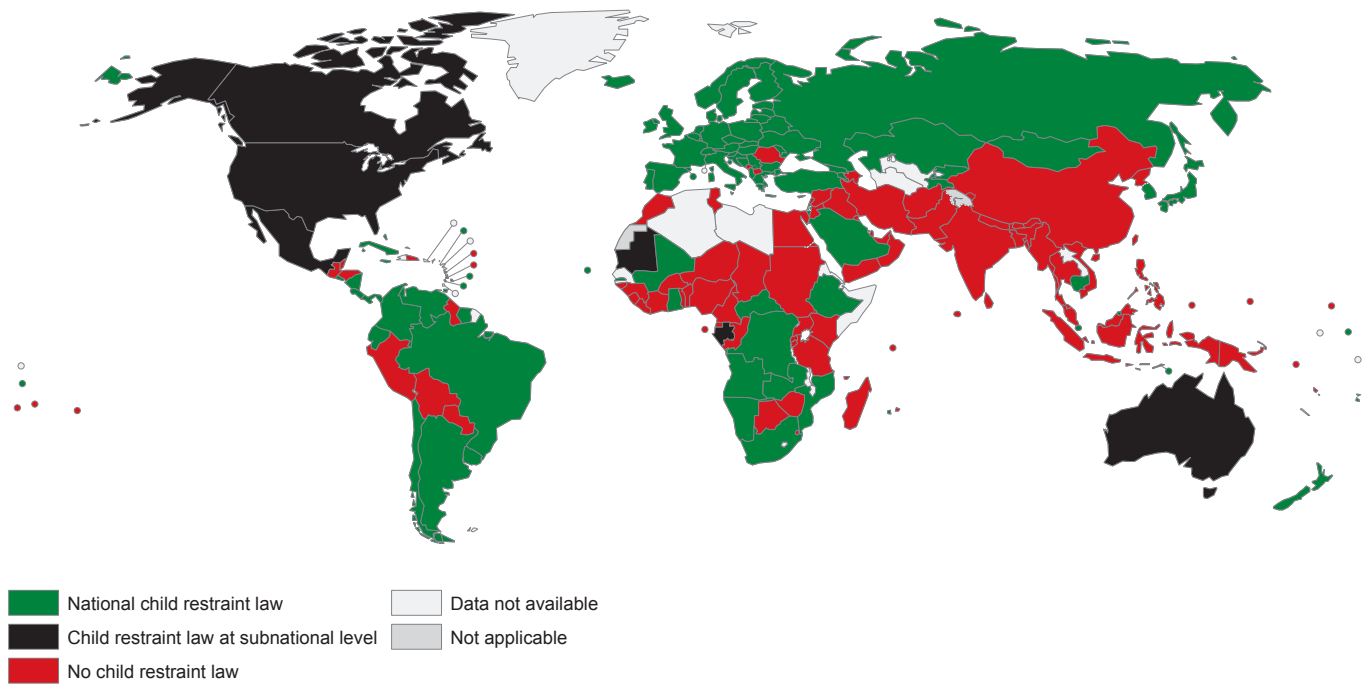 National child restraint law
Child restraint law at subnational level
No child restraint law
Data not available
Not applicable